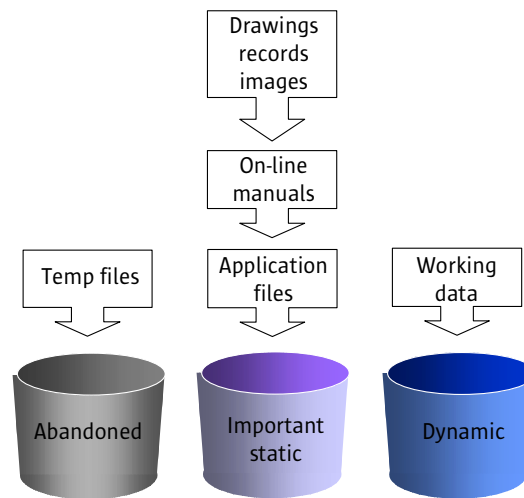 Drawings
records
images
On-line
manuals
Temp files
Application
files
Working
data
Abandoned
Important
static
Dynamic